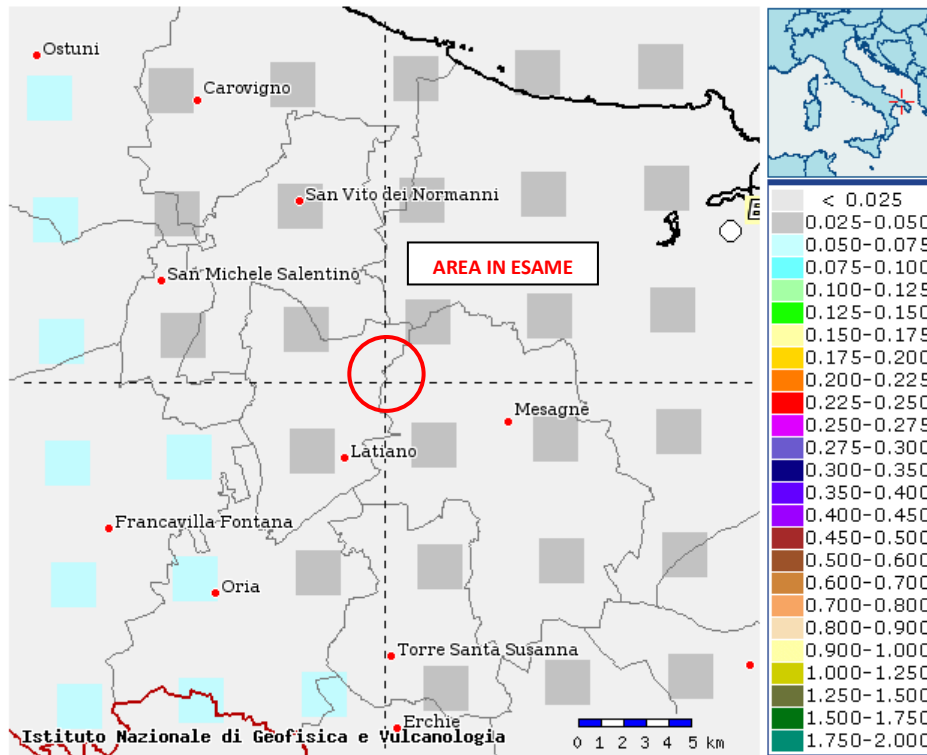 Ostuni
Carovigno
San Vito dei Normanni
AREA IN ESAME
San Michele Salentino
Mesagne
Latiano
Francavilla Fontana
Oria
Torre Santa Susanna
Erchie
Istituto Nazionale di Geofisica e Vulcanologia
0 1 2 3 4 5 km
< 0.025
0.025-0.050
0.050-0.075
0.075-0.100
0.100-0.125
0.125-0.150
0.150-0.175
0.175-0.200
0.200-0.225
0.225-0.250
0.250-0.275
0.275-0.300
0.300-0.350
0.350-0.400
0.400-0.450
0.450-0.500
0.500-0.600
0.600-0.700
0.700-0.800
0.800-0.900
0.900-1.000
1.000-1.250
1.250-1.500
1.500-1.750
1.750-2.000